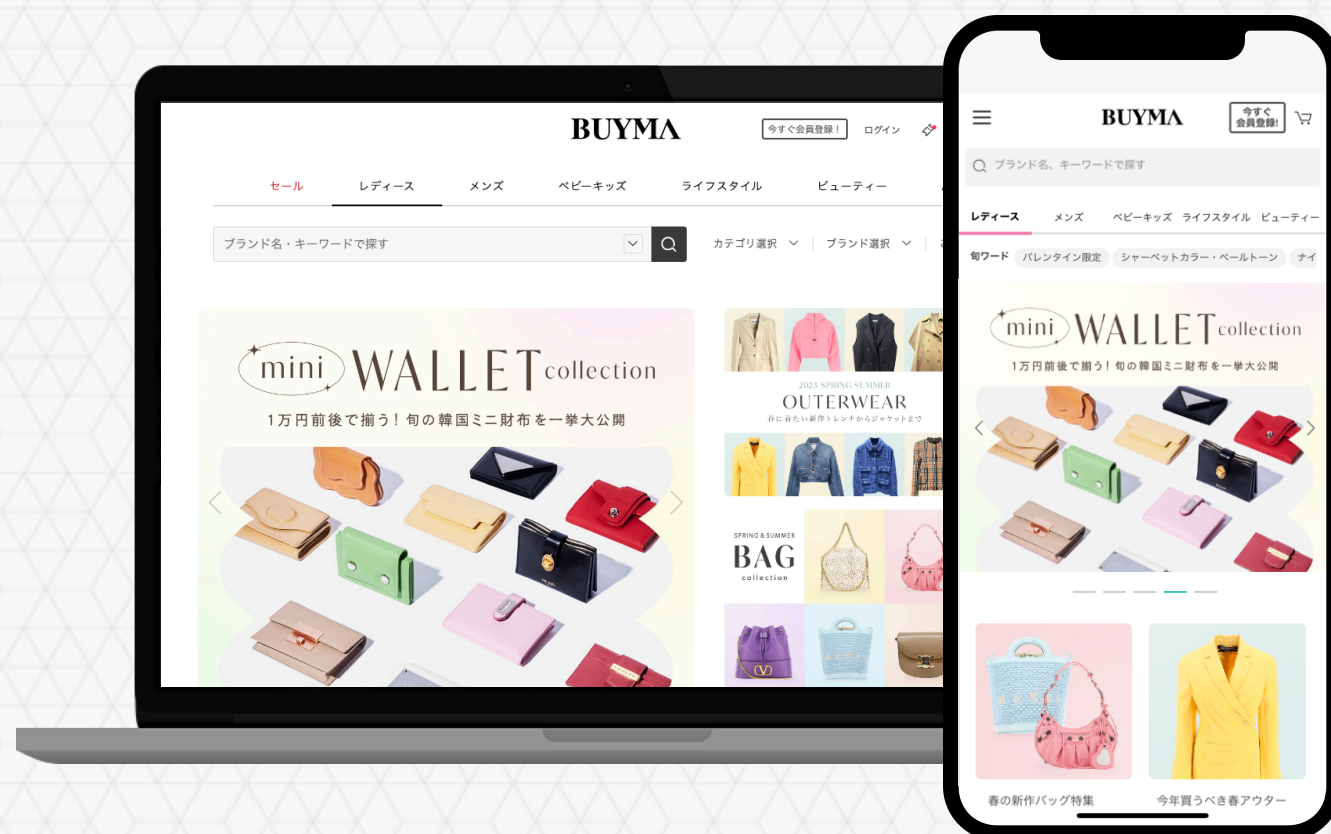 BUYMA
今すぐ会員登録！
ログイン
セール
レディース
メンズ
ベビーキッズ
ライフスタイル
ビューティー
ブランド名・キーワードで探す
カテゴリ選択
ブランド選択
mini WALLET collection
1万円前後で揃う！旬の韓国ミニ財布を一挙大公開
2023 SPRING SUMMER
OUTERWEAR
春に着たい新作トレンチからジャケットまで
SPRING & SUMMER
BAG
collection
BUYMA
今すぐ
会員登録!
ブランド名、キーワードで探す
レディース
メンズ
ベビーキッズ
ライフスタイル
ビューティー
旬ワード
バレンタイン限定
シャーベットカラー・ペールトーン
ナイ
mini WALLET collection
1万円前後で揃う！旬の韓国ミニ財布を一挙大公開
春の新作バッグ特集
今年買うべき春アウター